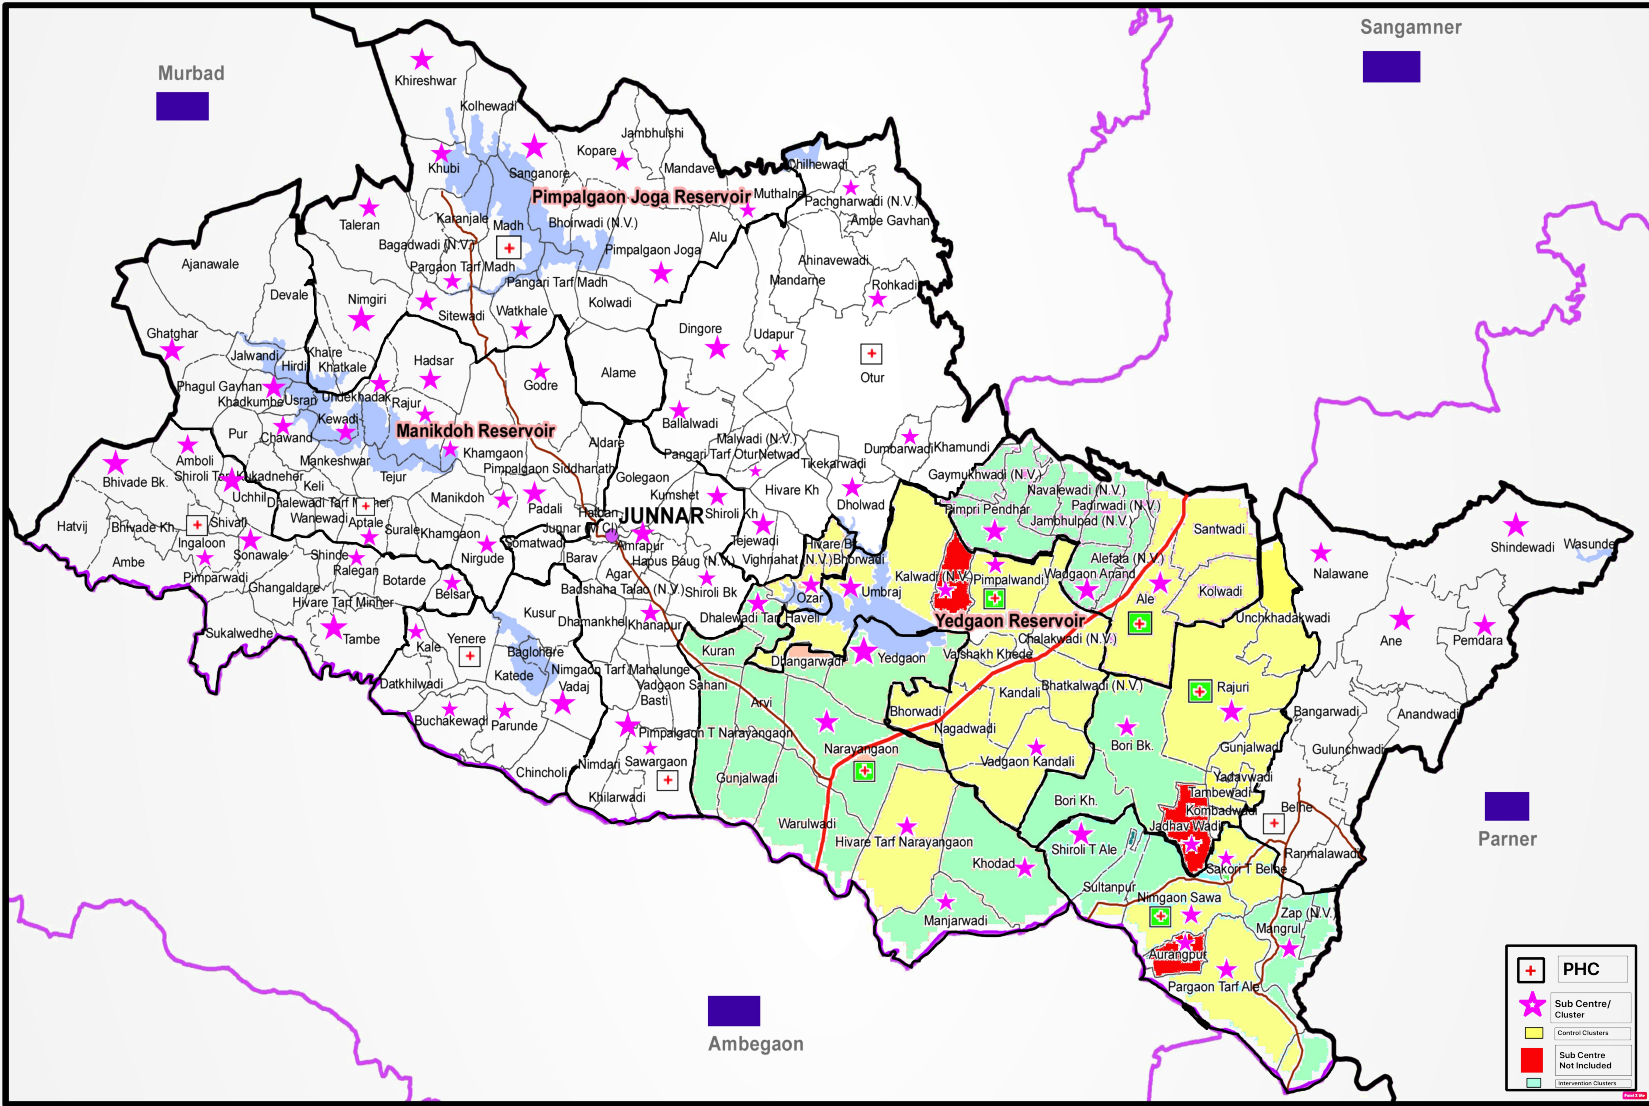 Sangamner
Murbad
Khireshwar
Kolhewadi
Jambhulshi
Kopare
Khubi
Sanganore
Mandave
Chilhewadi
Pimpalgaon Joga Reservoir
Muthalne
Pachgharwadi (N.V.)
Taleran
Karanjale
Madh
Bhoirwadi (N.V.)
Ambe Gavhan
Bagadwadi (N.V.)
Pimpalgaon Joga
Alu
Ajanawale
Pargaon Tarf Madh
Ahinavewadi
Pangari Tarf Madh
Mandarne
Rohkadi
Devale
Nimgiri
Sitewadi
Watkhale
Kolwadi
Ghatghar
Dingore
Udapur
Jalwandi
Khaire
Khatkale
Hirdi
Hadsar
Godre
Alame
Otur
Phagul Gavhan
Khadkumbe
Usran
Undekhadak
Rajur
Kewadi
Ballalwadi
Pur
Chawand
Manikdoh Reservoir
Aldare
Malwadi (N.V.)
Dumbarwadi
Khamundi
Amboli
Mankeshwar
Khamgaon
Pangari Tarf Otur
Netwad
Tikekarwadi
Bhivade Bk.
Pimpalgaon Siddhanath
Golegaon
Gaymukhwadi (N.V.)
Keli
Tejur
Uchhil
Manikdoh
Padali
Kumshet
Hivare Kh
Dholwad
Navalewadi (N.V.)
Wanewadi
Shiroli Kh
JUNNAR
Pimpri Pendhar
Padirwadi (N.V.)
Hatvij
Bhivade Kh.
Shivali
Aptale
Surale
Khamgaon
Jambhulpad (N.V.)
Santwadi
Ingaloon
Amrapur
Tejewadi
Sonawale
Shinde
Nirgude
Somatwadi
Barav
Hapus Baug (N.V.)
Vighnahat
Bhorwadi
Alefata (N.V.)
Shindewadi
Wasunde
Ambe
Pimparwadi
Ralegan
Botarde
Agar
Kalwadi (N.V.)
Pimpalwandi
Wadgaon Anand
Nalawane
Ghangaldare
Belsar
Badshaha Talao (N.V.)
Shiroli Bk
Ozar
Umbraj
Ale
Kolwadi
Hivare Tarf Minher
Kusur
Dhamankhel
Khanapur
Dhalewadi Tarf Haveli
Yedgaon Reservoir
Unchkhadakwadi
Sukalwedhe
Tambe
Yenere
Kale
Chalakwadi (N.V.)
Ane
Pemdara
Kuran
Dhangarwadi
Yedgaon
Vaishakh Khede
Katede
Nimgaon Tarf Mahalunge
Datkhilwadi
Vadaj
Vadgaon Sahani
Basti
Arvi
Kandali
Bhatkalwadi (N.V.)
Rajuri
Buchakewadi
Parunde
Bhorwadi
Bangarwadi
Anandwadi
Pimpalgaon T Narayangaon
Nagadwadi
Narayangaon
Bori Bk.
Gunjalwadi
Gulunchwadi
Nimdari
Sawargaon
Chincholi
Gunjalwadi
Vadgaon Kandali
Yadavwadi
Khilarwadi
Tambewadi
Bori Kh.
Kombadwadi
Belhe
Warulwadi
Jadhav Wadi
Hivare Tarf Narayangaon
Shiroli T Ale
Ranmalawadi
Parner
Khodad
Sakori T Belhe
Sultanpur
Nimgaon Sawa
Manjarwadi
Zap (N.V.)
Mangrul
Aurangpur
Pargaon Tarf Ale
Ambegaon
PHC
Sub Centre/
Cluster
Control Clusters
Sub Centre
Not Included
Intervention Clusters